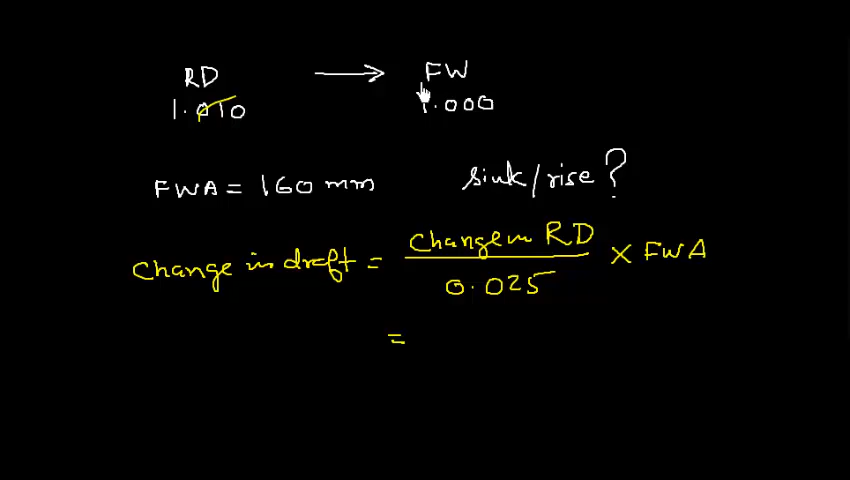 RD → FW
1.010 1.000
FWA = 160 mm sink/rise?
Change in draft = Change in RD / 0.025 × FWA
=